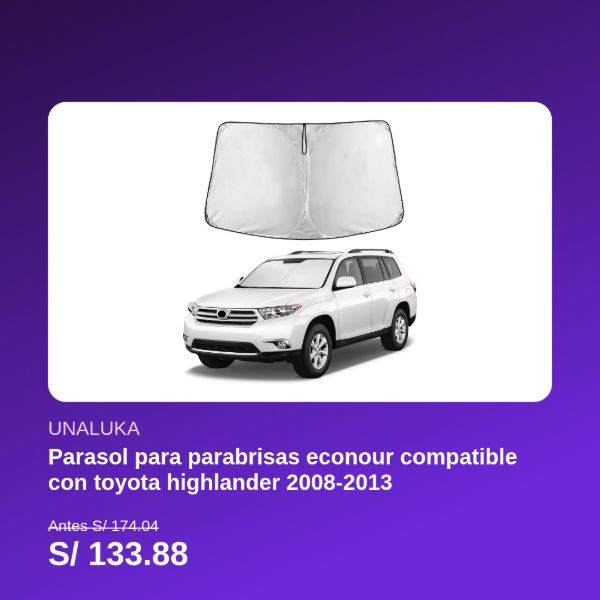 UNALUKA
Parasol para parabrisas econour compatible
con toyota highlander 2008-2013
Antes S/ 174.04
S/ 133.88